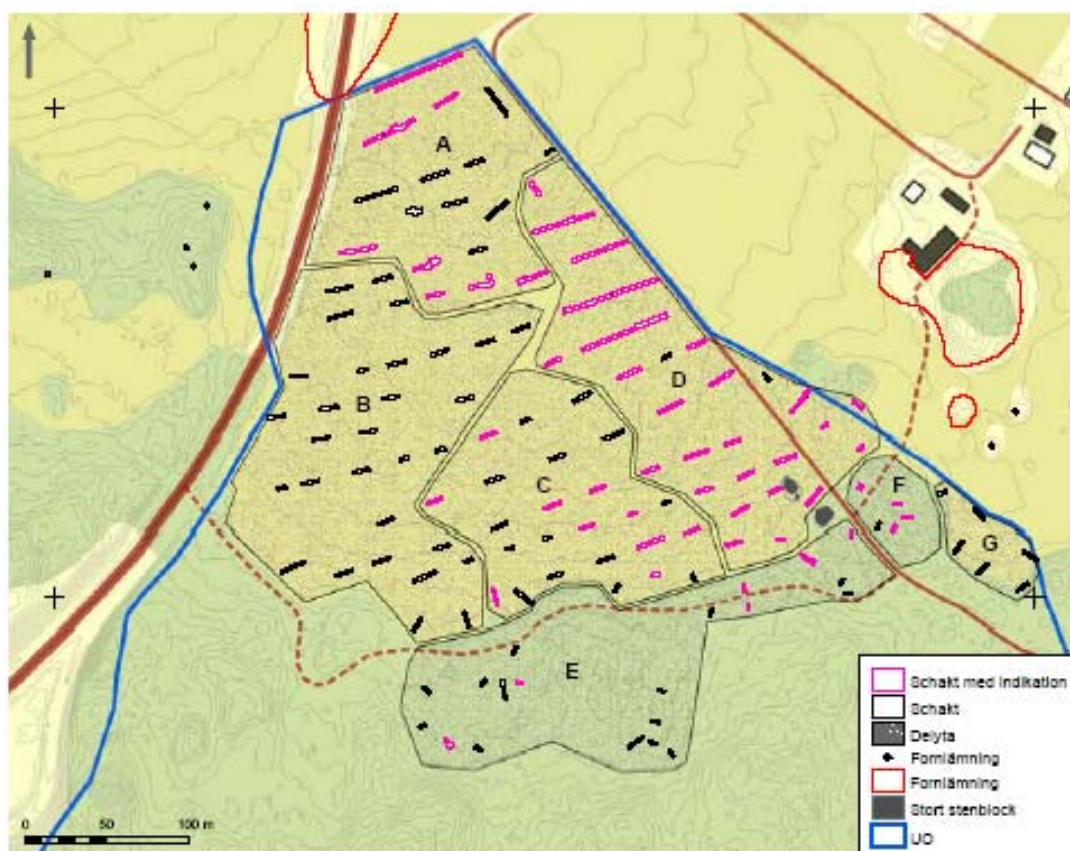 A
B
D
C
F
G
E
Schakt med indikation
Schakt
Delyta
Fornlämning
Fornlämning
Stort stenblock
UO
0 50 100 m